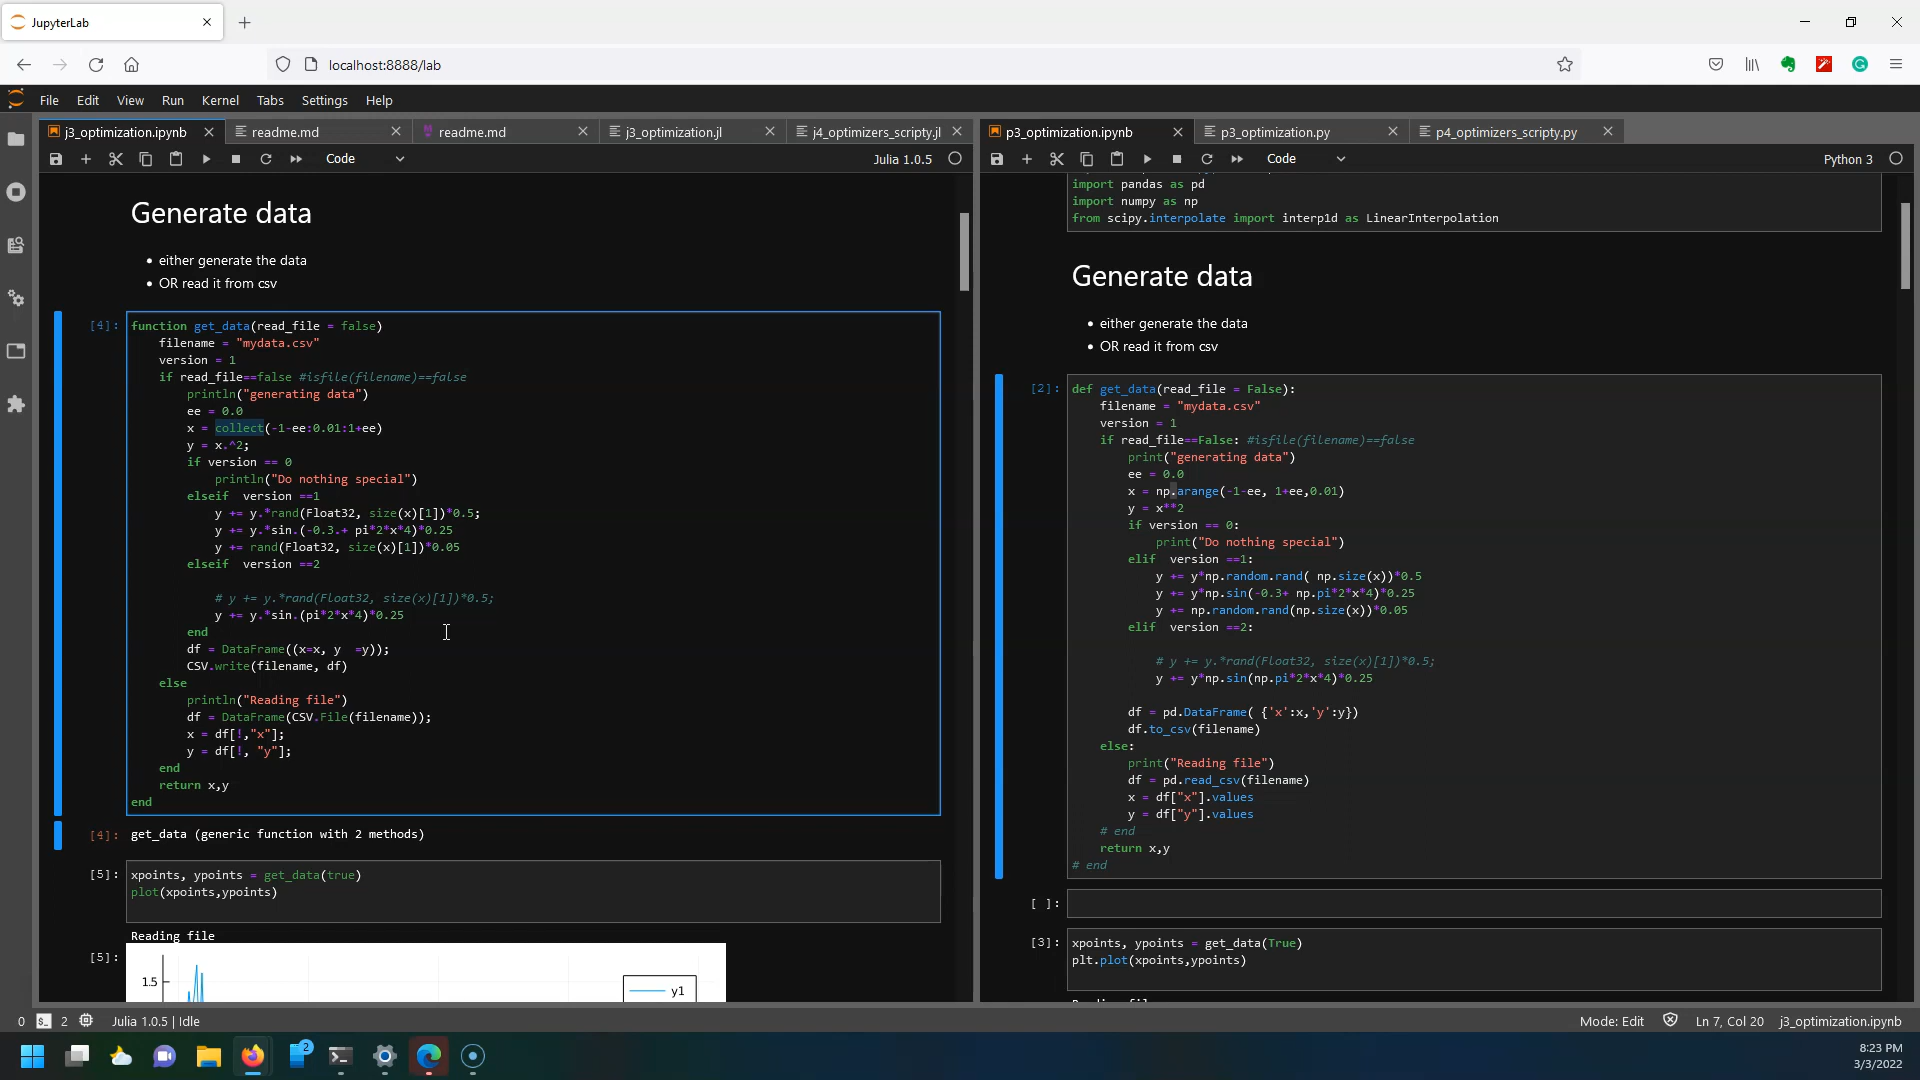 JupyterLab
localhost:8888/lab
File Edit View Run Kernel Tabs Settings Help
j3_optimization.ipynb
readme.md
readme.md
j3_optimization.jl
j4_optimizers_scripty.jl
Code
Julia 1.0.5
Generate data
either generate the data
OR read it from csv
[4]:
function get_data(read_file = false)
    filename = "mydata.csv"
    version = 1
    if read_file==false #isfile(filename)==false
        println("generating data")
        ee = 0.0
        x = collect(-1-ee:0.01:1+ee)
        y = x.^2;
        if version == 0
            println("Do nothing special")
        elseif  version ==1
            y += y.*rand(Float32, size(x)[1])*0.5;
            y += y.*sin.(-0.3.+ pi*2*x*4)*0.25
            y += rand(Float32, size(x)[1])*0.05
        elseif  version ==2
            # y += y.*rand(Float32, size(x)[1])*0.5;
            y += y.*sin.(pi*2*x*4)*0.25
        end
        df = DataFrame((x=x, y  =y));
        CSV.write(filename, df)
    else
        println("Reading file")
        df = DataFrame(CSV.File(filename));
        x = df[!,"x"];
        y = df[!, "y"];
    end
    return x,y
end
[4]: get_data (generic function with 2 methods)
[5]:
xpoints, ypoints = get_data(true)
plot(xpoints,ypoints)
Reading file
[5]:
1.5
y1
p3_optimization.ipynb
p3_optimization.py
p4_optimizers_scripty.py
Code
Python 3
import pandas as pd
import numpy as np
from scipy.interpolate import interp1d as LinearInterpolation
Generate data
either generate the data
OR read it from csv
[2]:
def get_data(read_file = False):
    filename = "mydata.csv"
    version = 1
    if read_file==False: #isfile(filename)==false
        print("generating data")
        ee = 0.0
        x = np.arange(-1-ee, 1+ee,0.01)
        y = x**2
        if version == 0:
            print("Do nothing special")
        elif  version ==1:
            y += y*np.random.rand( np.size(x))*0.5
            y += y*np.sin(-0.3+ np.pi*2*x*4)*0.25
            y += np.random.rand(np.size(x))*0.05
        elif  version ==2:
            # y += y.*rand(Float32, size(x)[1])*0.5;
            y += y*np.sin(np.pi*2*x*4)*0.25
        df = pd.DataFrame( {'x':x,'y':y})
        df.to_csv(filename)
    else:
        print("Reading file")
        df = pd.read_csv(filename)
        x = df["x"].values
        y = df["y"].values
    # end
    return x,y
# end
[ ]:
[3]:
xpoints, ypoints = get_data(True)
plt.plot(xpoints,ypoints)
0 2 Julia 1.0.5 | Idle
Mode: Edit Ln 7, Col 20 j3_optimization.ipynb
2
8:23 PM
3/3/2022